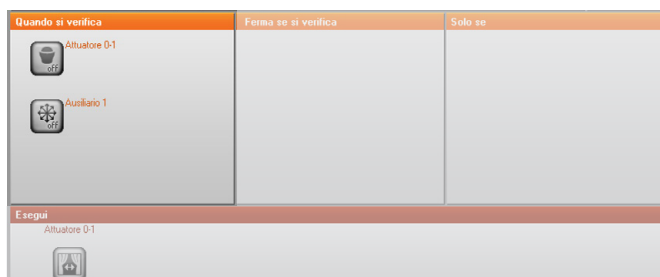 Quando si verifica
Ferma se si verifica
Solo se
Attuatore 0-1
off
Ausiliario 1
off
Esegui
Attuatore 0-1